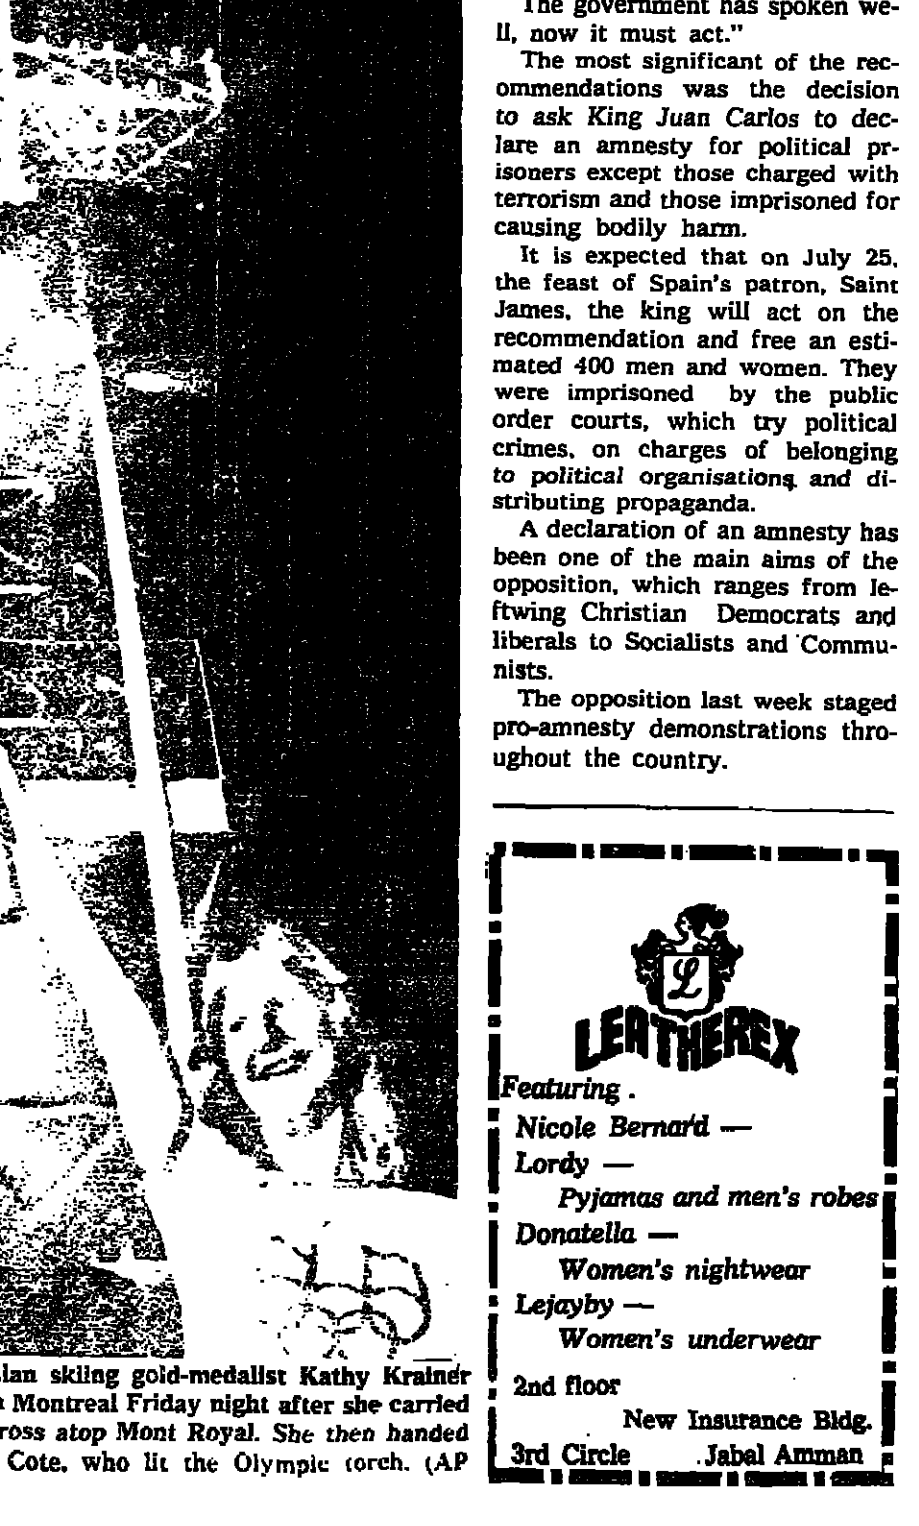 The government has spoken we-
ll, now it must act."
The most significant of the rec-
ommendations was the decision
to ask King Juan Carlos to dec-
lare an amnesty for political pr-
isoners except those charged with
terrorism and those imprisoned for
causing bodily harm.
It is expected that on July 25,
the feast of Spain's patron, Saint
James, the king will act on the
recommendation and free an esti-
mated 400 men and women. They
were imprisoned by the public
order courts, which try political
crimes, on charges of belonging
to political organisations and di-
stributing propaganda.
A declaration of an amnesty has
been one of the main aims of the
opposition, which ranges from le-
ftwing Christian Democrats and
liberals to Socialists and Commu-
nists.
The opposition last week staged
pro-amnesty demonstrations thro-
ughout the country.
skiing gold-medalist Kathy Krainer
Montreal Friday night after she carried
ross atop Mont Royal. She then handed
Cote, who lit the Olympic torch. (AP
L
LEATHEREX
Featuring .
Nicole Bernard —
Lordy —
Pyjamas and men's robes
Donatella —
Women's nightwear
Lejayby —
Women's underwear
2nd floor
New Insurance Bldg.
3rd Circle Jabal Amman